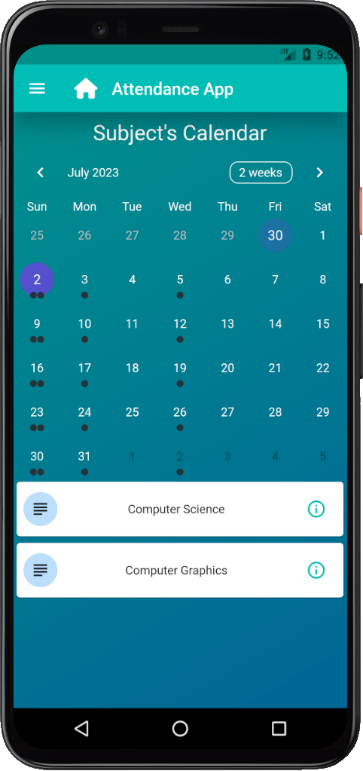 LTE 9:52
Attendance App
Subject's Calendar
July 2023 2 weeks
Sun Mon Tue Wed Thu Fri Sat
25 26 27 28 29 30 1
2 3 4 5 6 7 8
9 10 11 12 13 14 15
16 17 18 19 20 21 22
23 24 25 26 27 28 29
30 31 1 2 3 4 5
Computer Science
Computer Graphics